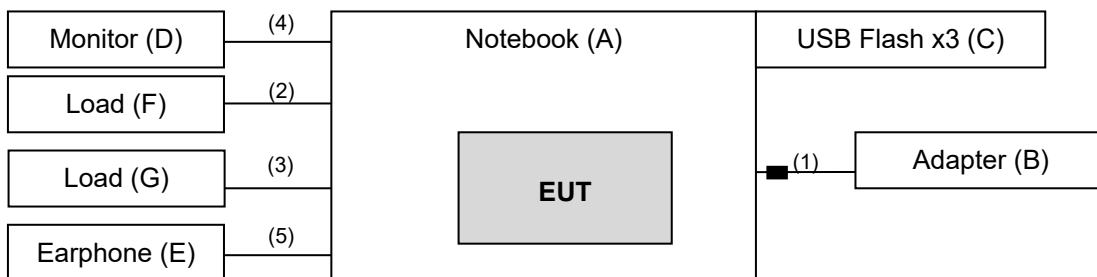 Monitor (D)
(4)
Notebook (A)
USB Flash x3 (C)
Load (F)
(2)
Load (G)
(3)
EUT
(1)
Adapter (B)
Earphone (E)
(5)